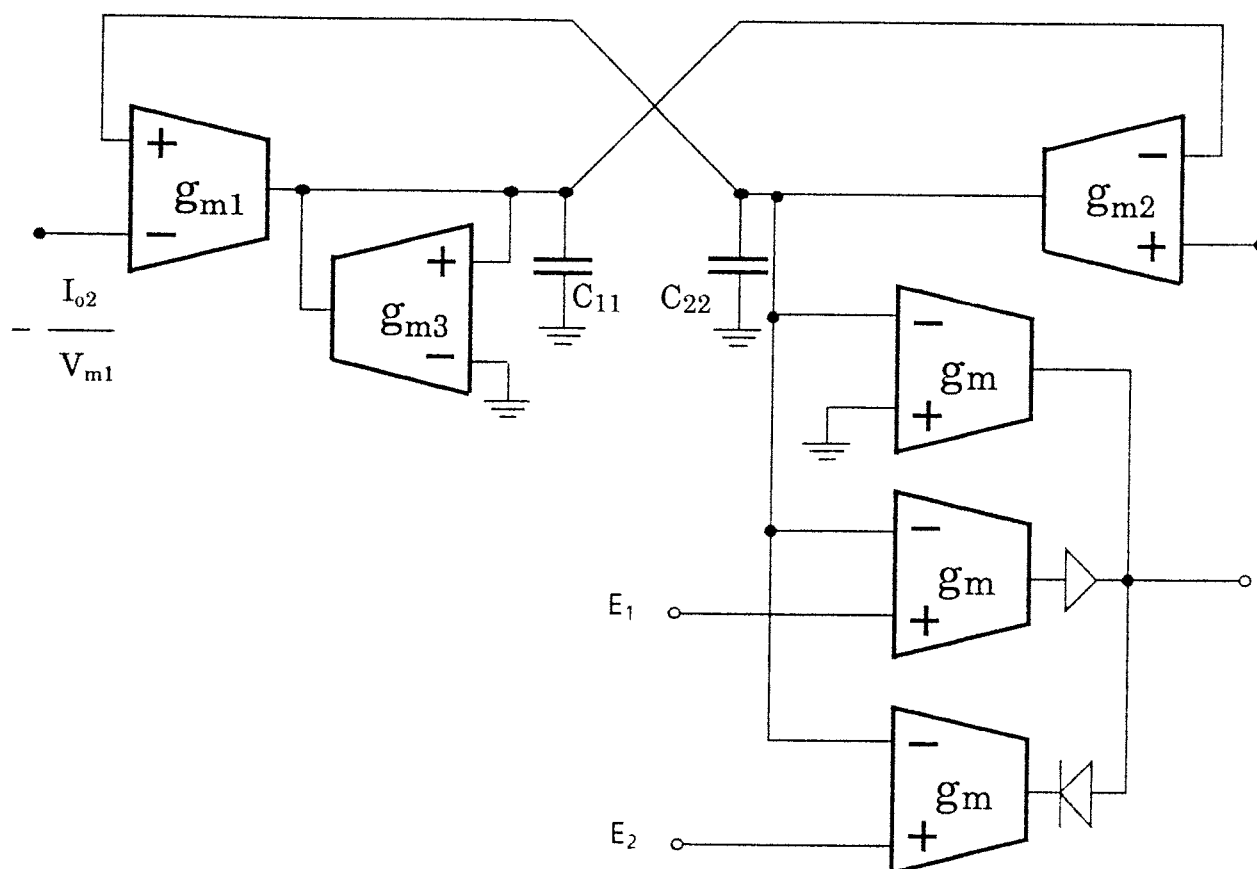 +
g_m1
−
−
g_m2
+
I_o2
− ———
V_m1
+
g_m3
−
C_11
C_22
−
g_m
+
−
g_m
E_1
+
−
g_m
E_2
+